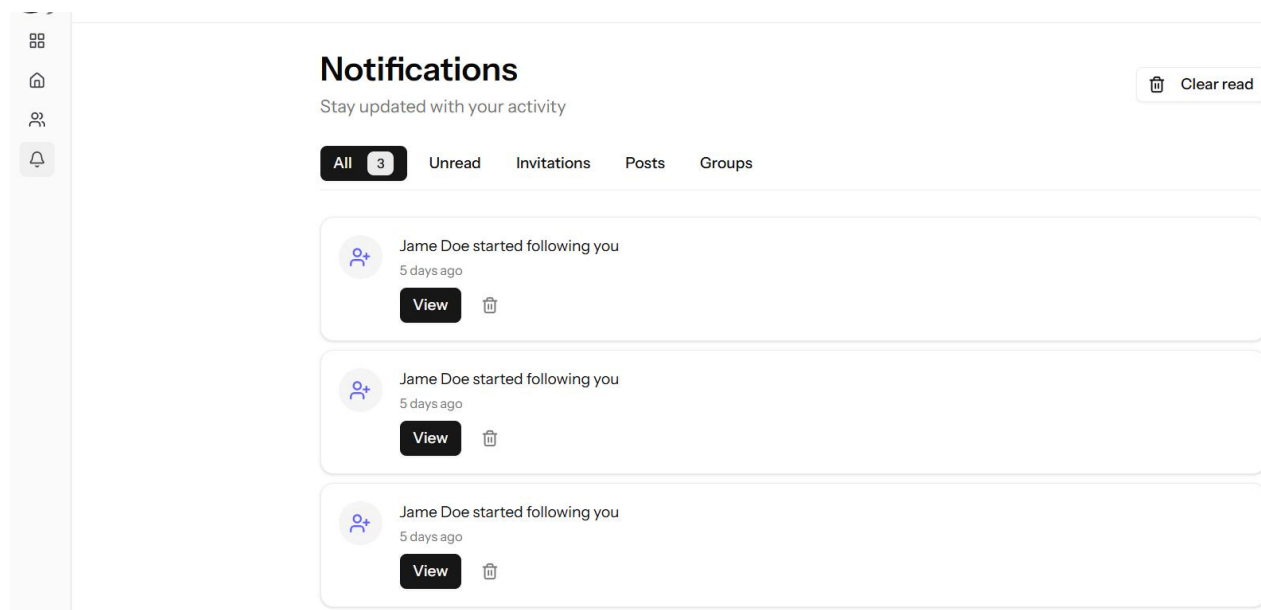 Notifications
Stay updated with your activity
Clear read
All 3 Unread Invitations Posts Groups
Jame Doe started following you
5 days ago
View
Jame Doe started following you
5 days ago
View
Jame Doe started following you
5 days ago
View